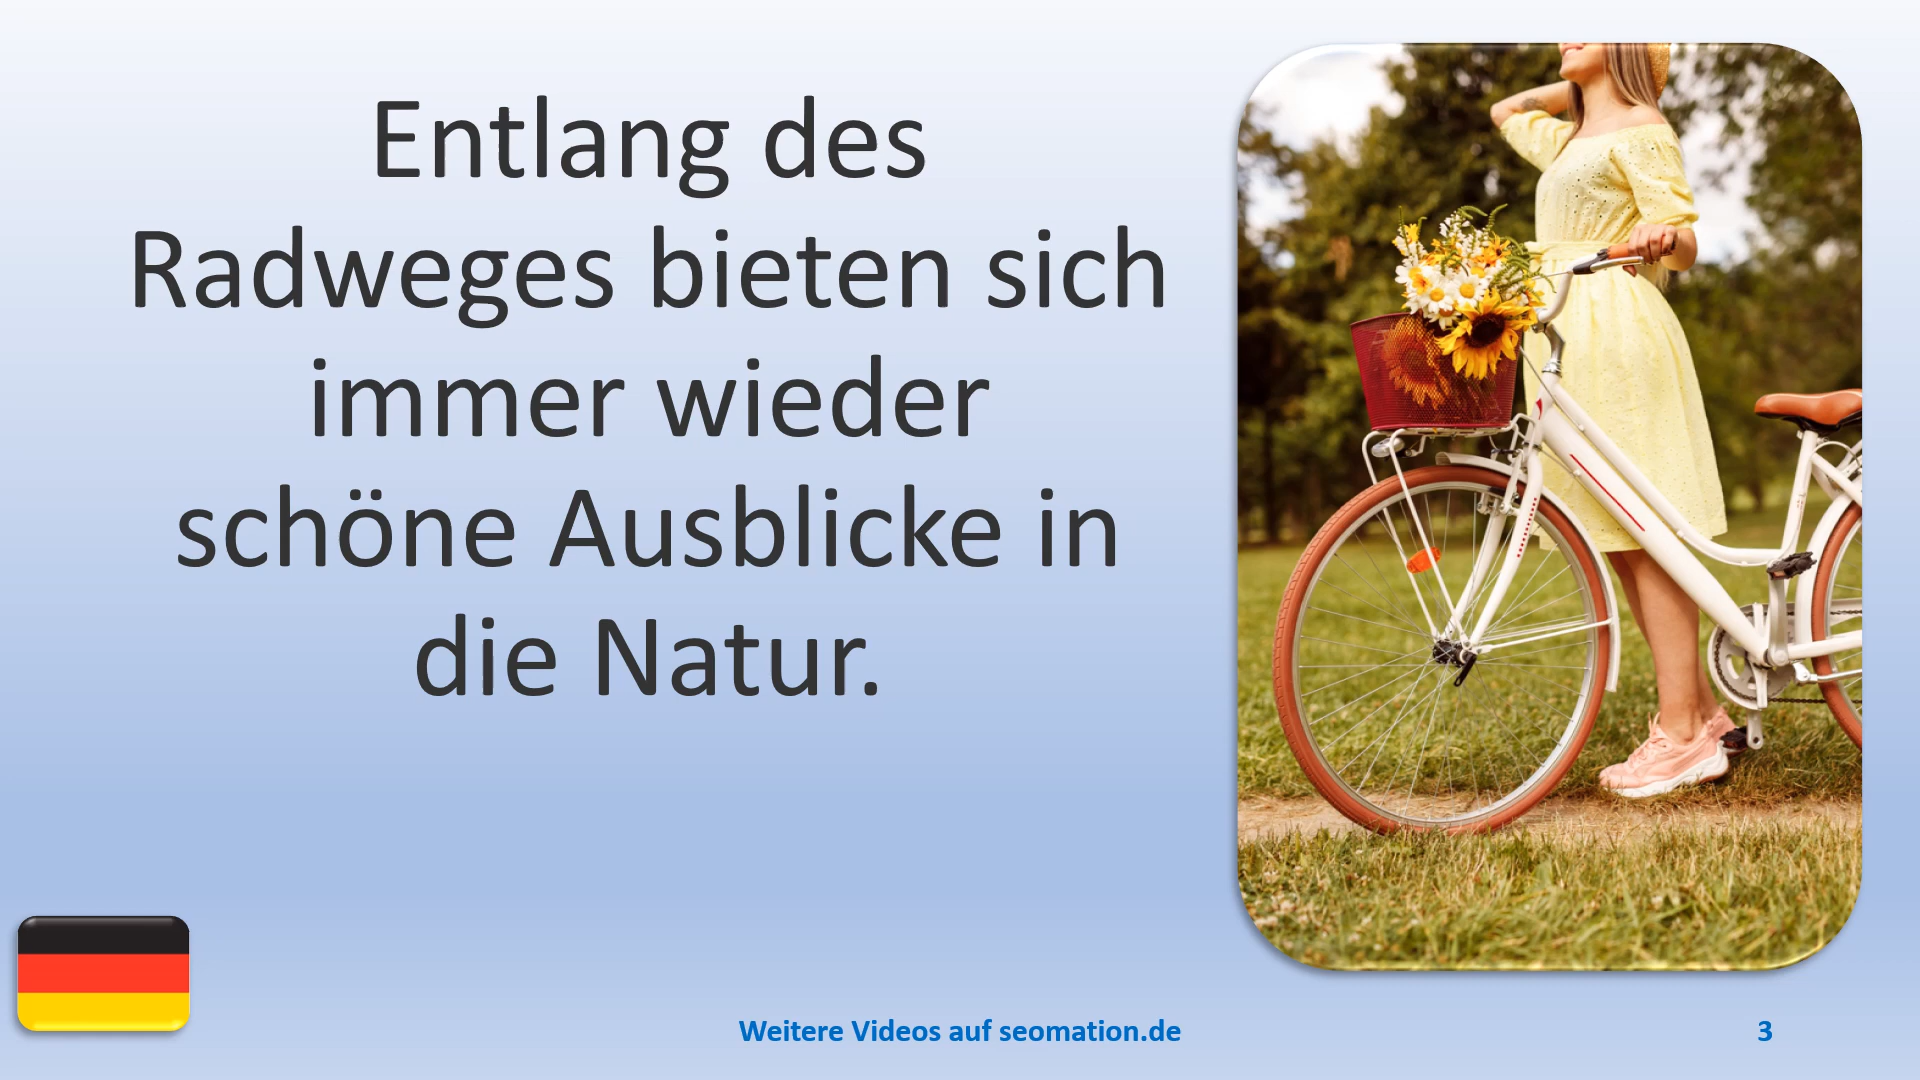 Entlang des
Radweges bieten sich
immer wieder
schöne Ausblicke in
die Natur.
Weitere Videos auf seomation.de
3